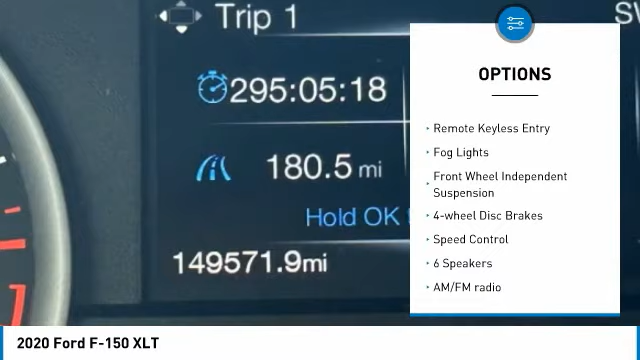 Trip 1
295:05:18
180.5 mi
Hold OK
149571.9mi
OPTIONS
Remote Keyless Entry
Fog Lights
Front Wheel Independent
Suspension
4-wheel Disc Brakes
Speed Control
6 Speakers
AM/FM radio
2020 Ford F-150 XLT